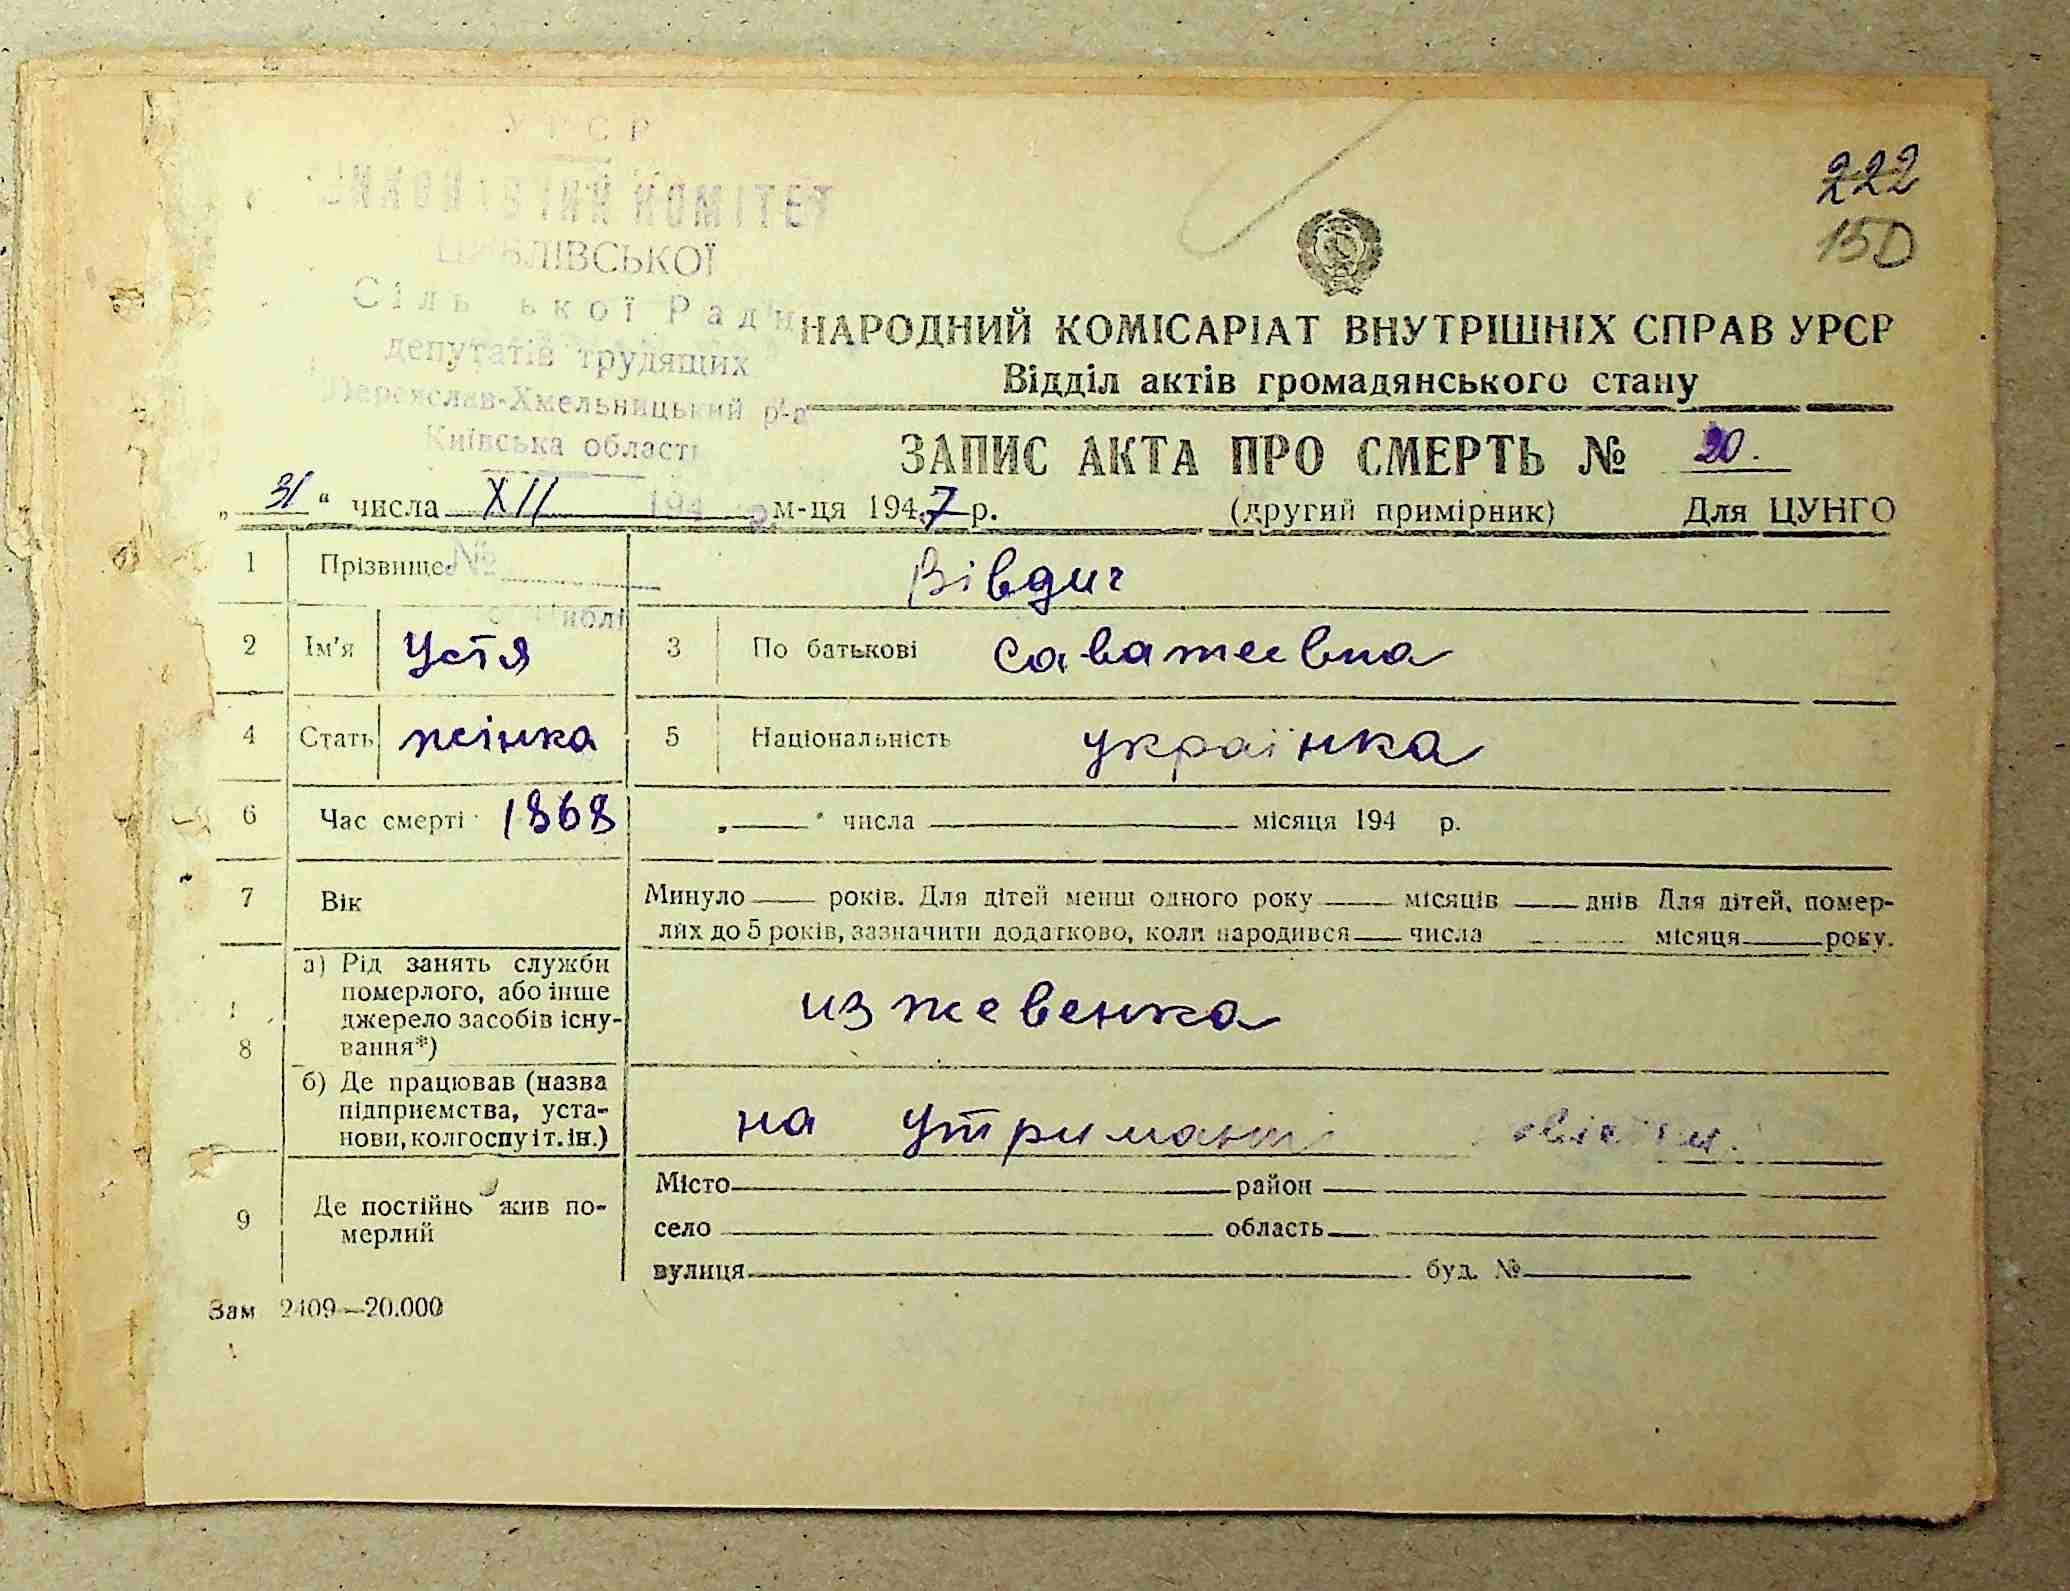 УРСР
ВИКОНАВЧИЙ КОМІТЕТ
222
150
ЦИБЛІВСЬКОЇ
Сільської Ради
депутатів трудящих
Переяслав-Хмельницький р-н
Київська область
НАРОДНИЙ КОМІСАРІАТ ВНУТРІШНІХ СПРАВ УРСР
Відділ актів громадянського стану
ЗАПИС АКТА ПРО СМЕРТЬ № 20.
„31“ числа XII м-ця 1947 р. (другий примірник) Для ЦУНГО
194 р.
1 Прізвище Вівдич
№
2 Ім'я Устя 3 По батькові Саватеевна
4 Стать жінка 5 Національність українка
6 Час смерті 1868 „ “ числа місяця 194 р.
7 Вік Минуло років. Для дітей менш одного року місяців днів Для дітей, помер-
лих до 5 років, зазначити додатково, коли народився числа місяця року.
8 а) Рід занять служби
померлого, або інше
джерело засобів існу-
вання*)
изжевенка
б) Де працював (назва
підприємства, уста-
нови, колгоспу і т. ін.)
на утримані
9 Де постійно жив по-
мерлий
Місто район
село область
вулиця буд. №
Зам 2409—20.000